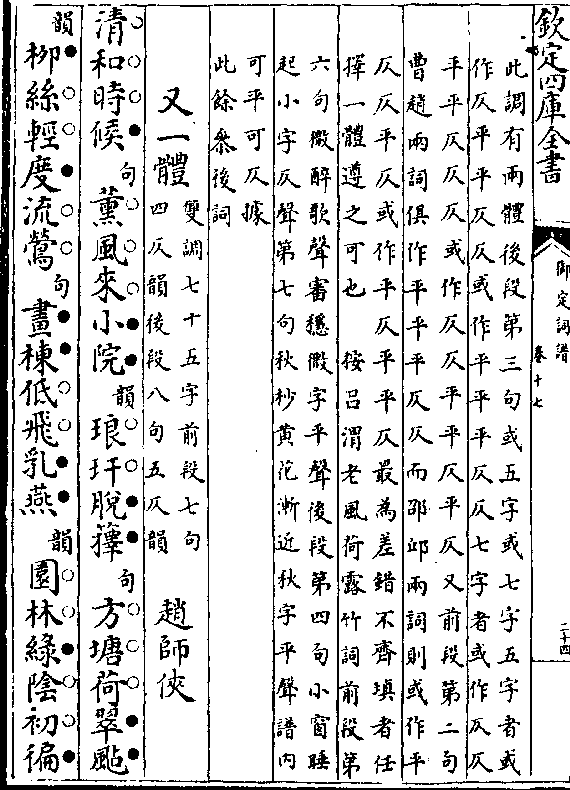 欽定四庫全書
御定詞譜
卷十七
二十四
此調有兩體後段第三句或五字或七字五字者或
作仄平平仄仄或作平平平仄仄七字者或作仄仄
平平仄仄仄或作仄仄平平仄平仄又前段第二句
曹趙兩詞俱作平平平仄仄而邵邱兩詞則或作平
仄仄平仄或作平仄平平仄最為差錯不齊填者任
擇一體遵之可也 按呂渭老風荷露竹詞前段第
六句微醉歌聲審穩微字平聲後段第四句小窗睡
起小字仄聲第七句秋杪黄花漸近秋字平聲譜内
可平可仄據
此餘叅後詞
又一體
雙調七十五字前段七句
四仄韻後段八句五仄韻
趙師俠
清和時候句薰風來小院韻琅玕脫籜句方塘荷翠颭
韻栁絲輕度流鶯句畫棟低飛乳燕韻園林綠陰初徧